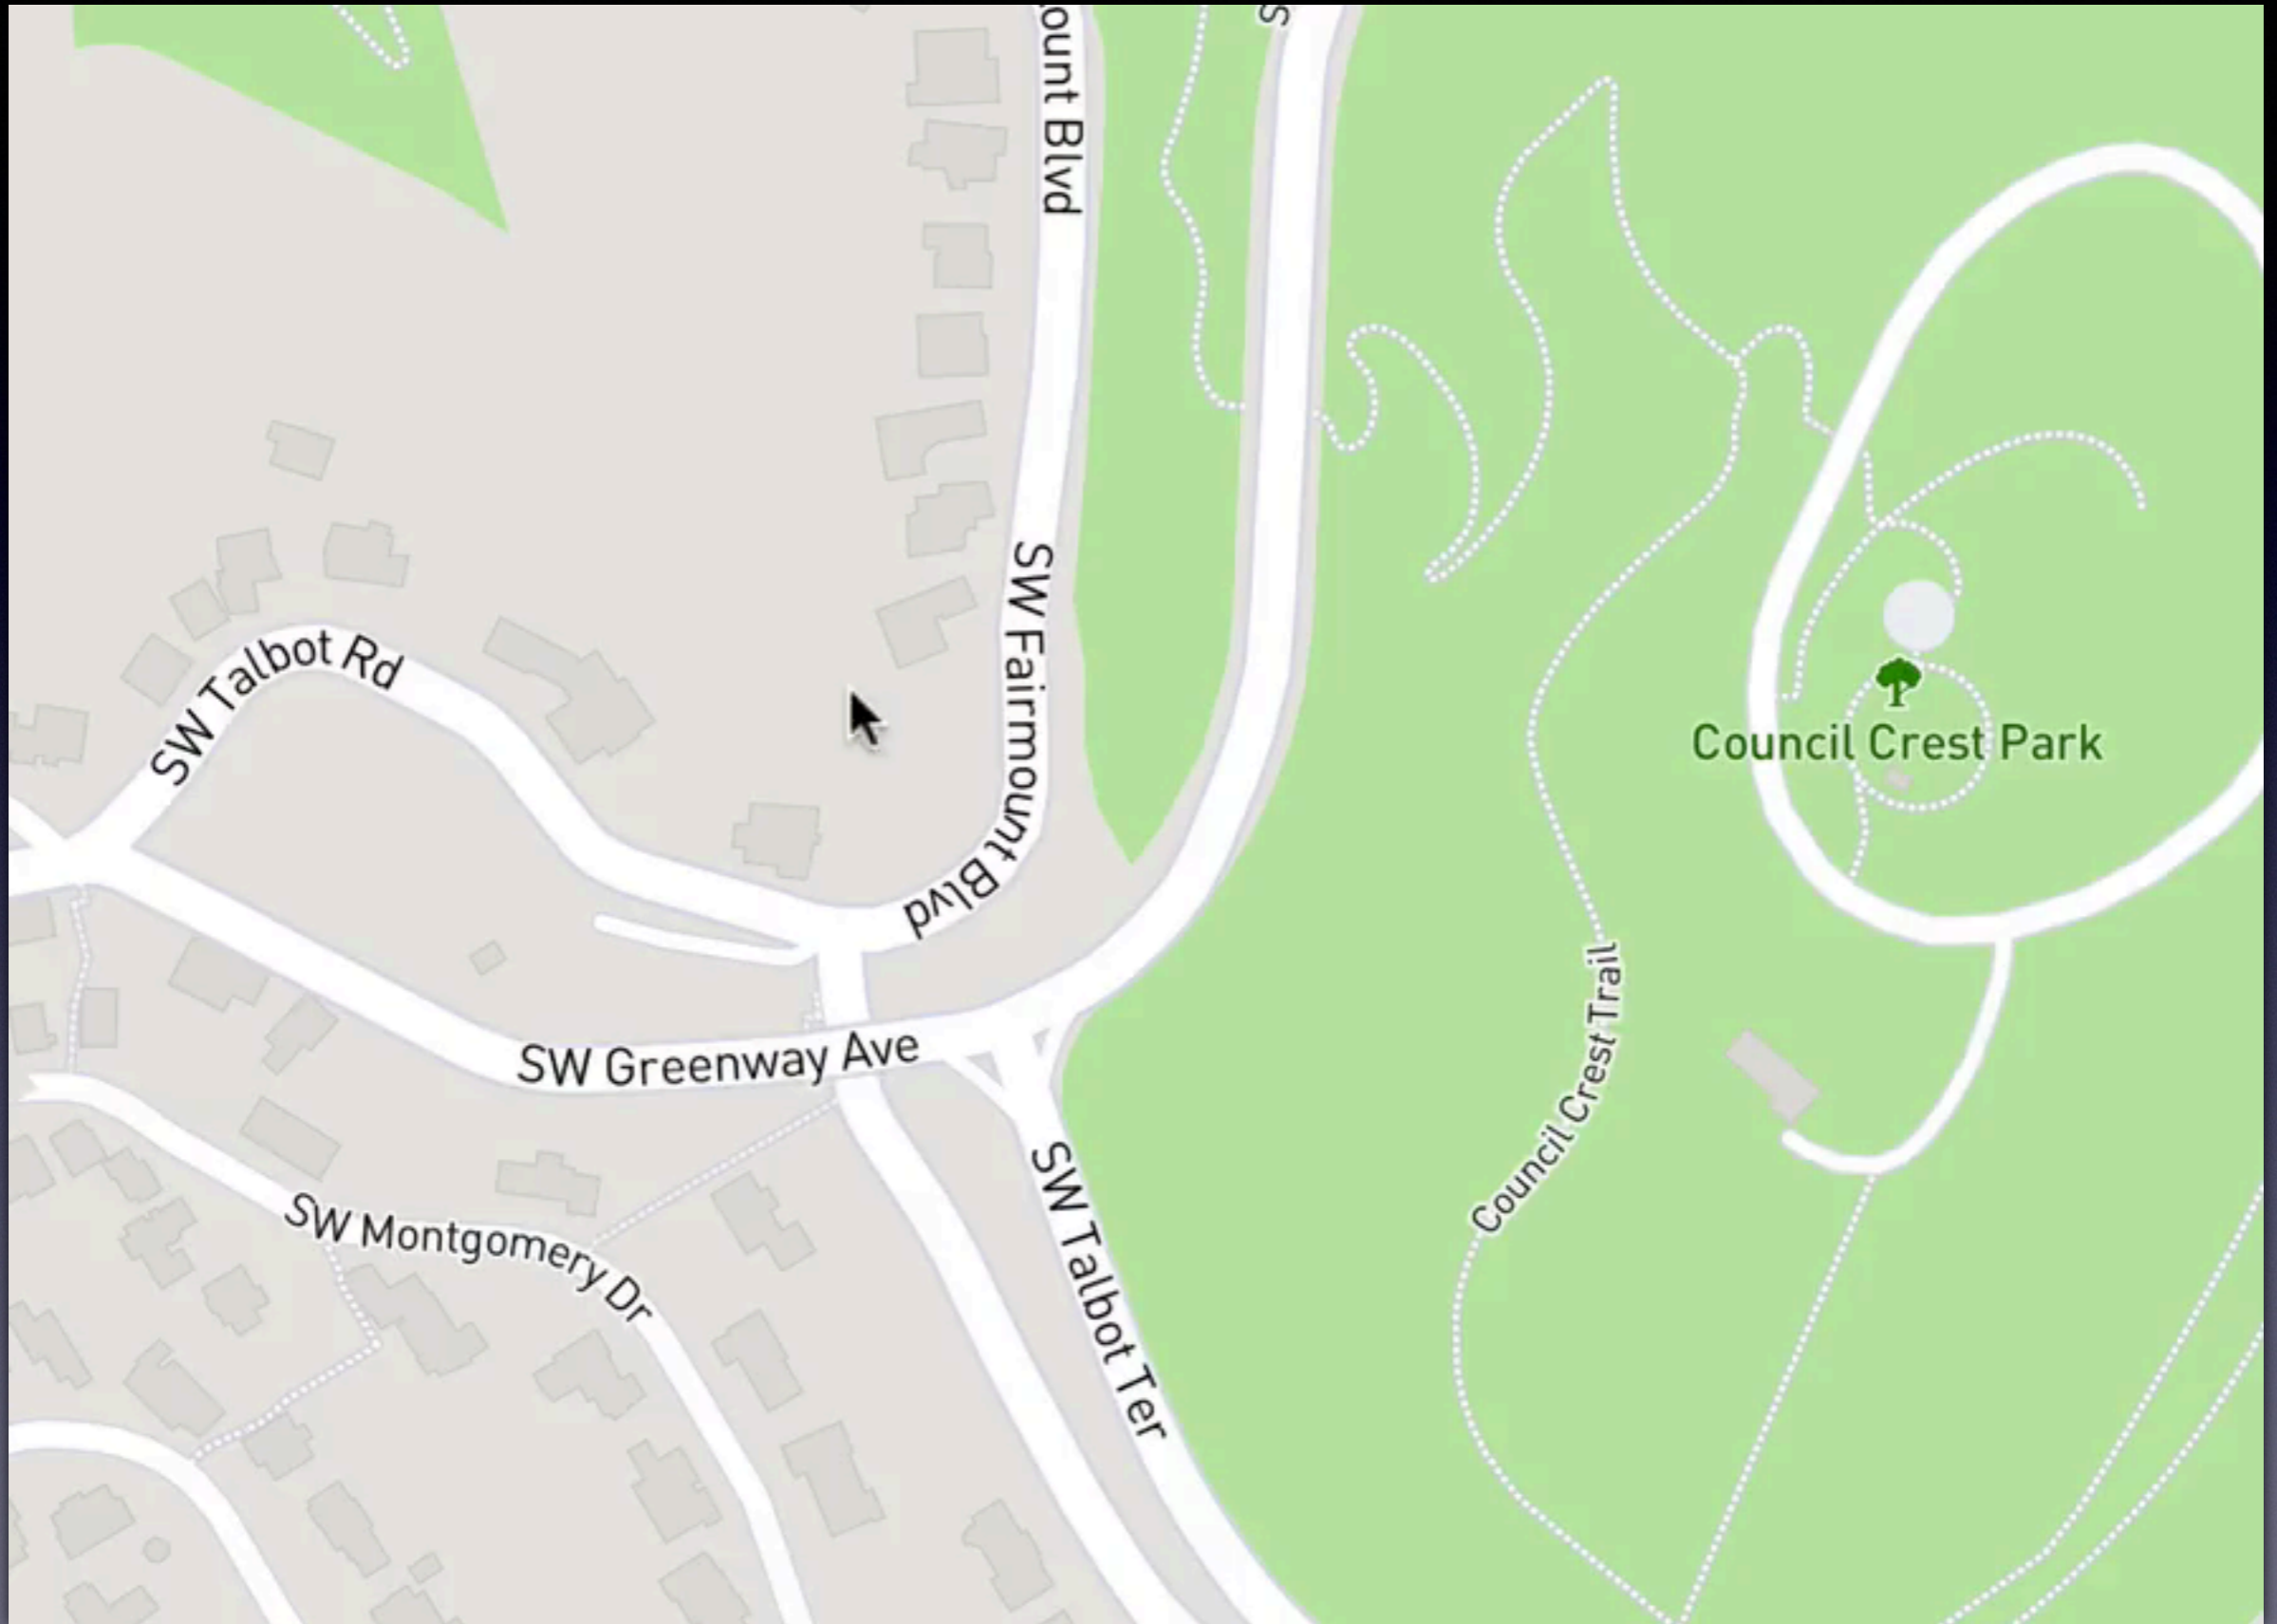 ount Blvd
S
SW Talbot Rd
SW Fairmount Blvd
Council Crest Park
SW Greenway Ave
Council Crest Trail
SW Talbot Ter
SW Montgomery Dr